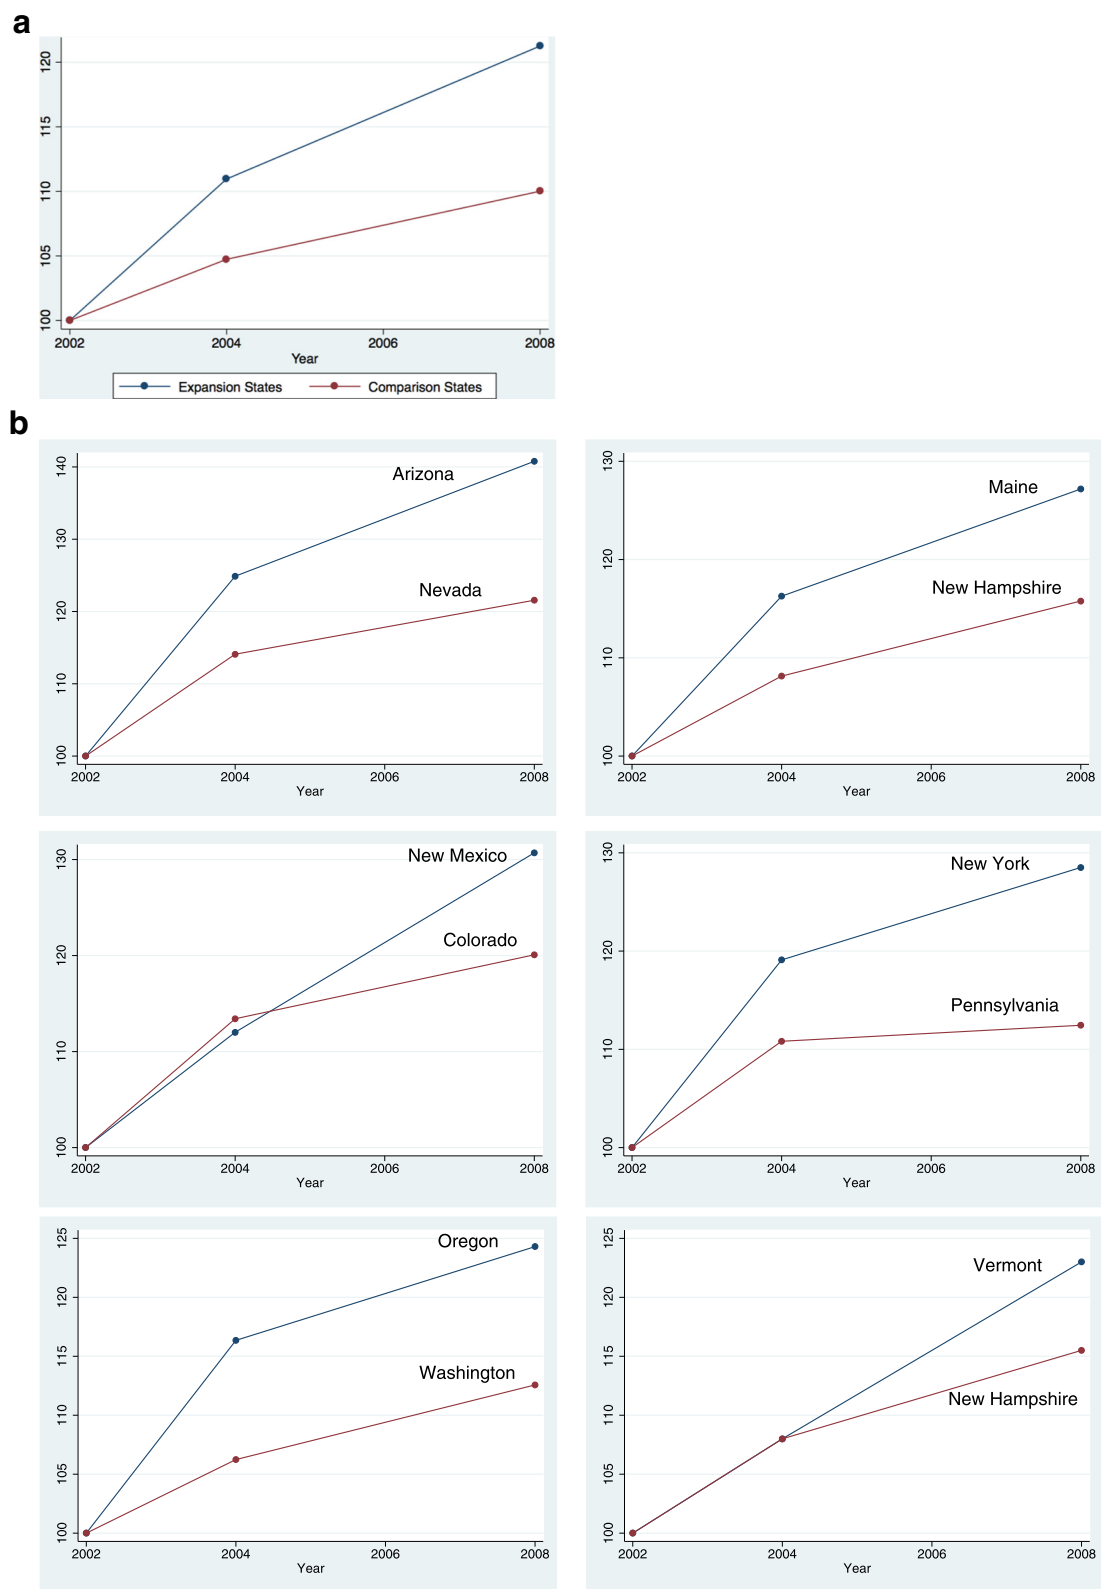 a
120
115
110
105
100
2002 2004 2006 2008
Year
Expansion States Comparison States
b
140
130
120
110
100
Arizona
Nevada
2002 2004 2006 2008
Year
130
120
110
100
Maine
New Hampshire
2002 2004 2006 2008
Year
130
120
110
100
New Mexico
Colorado
2002 2004 2006 2008
Year
130
120
110
100
New York
Pennsylvania
2002 2004 2006 2008
Year
125
120
115
110
105
100
Oregon
Washington
2002 2004 2006 2008
Year
125
120
115
110
105
100
Vermont
New Hampshire
2002 2004 2006 2008
Year